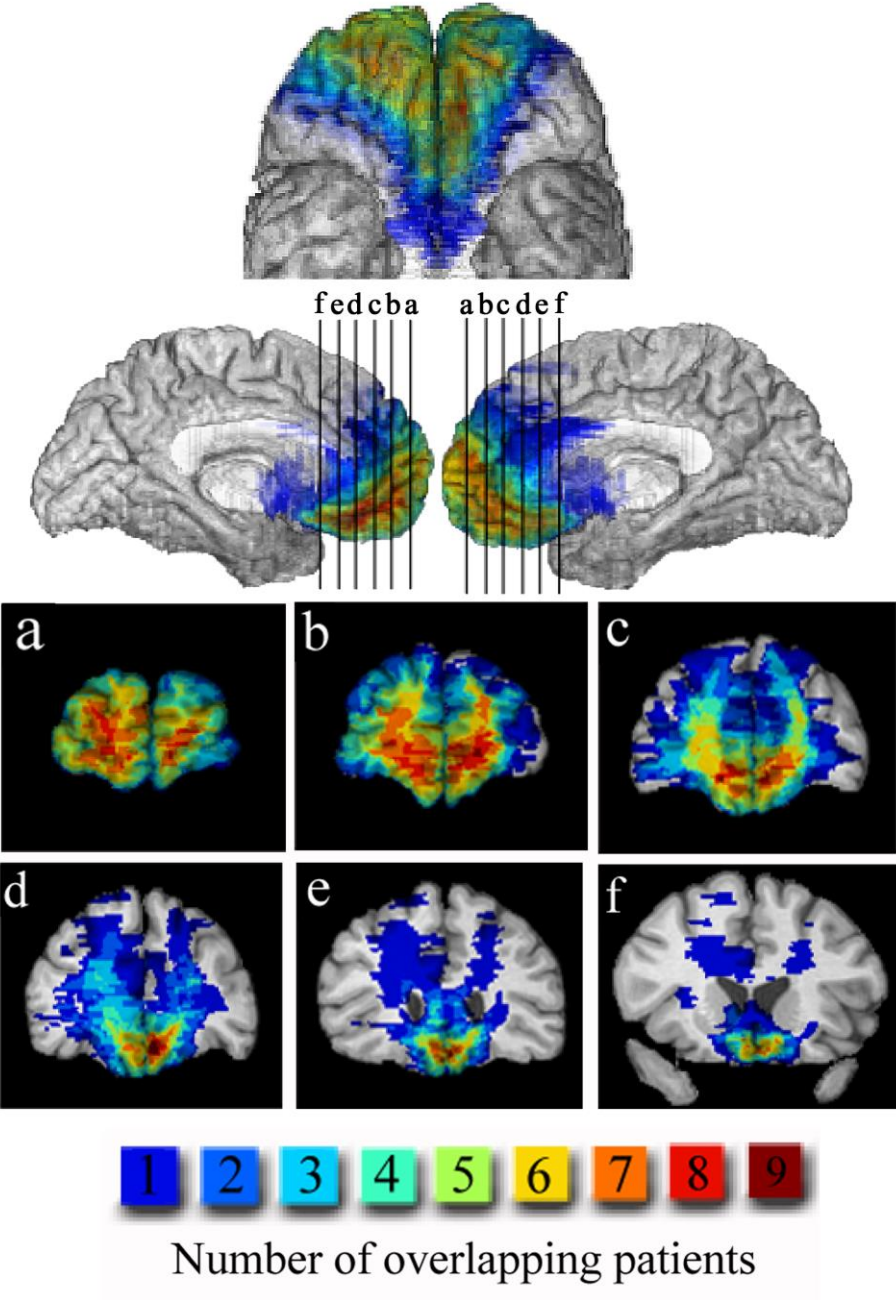 f e d c b a a b c d e f
a b c
d e f
1 2 3 4 5 6 7 8 9
Number of overlapping patients